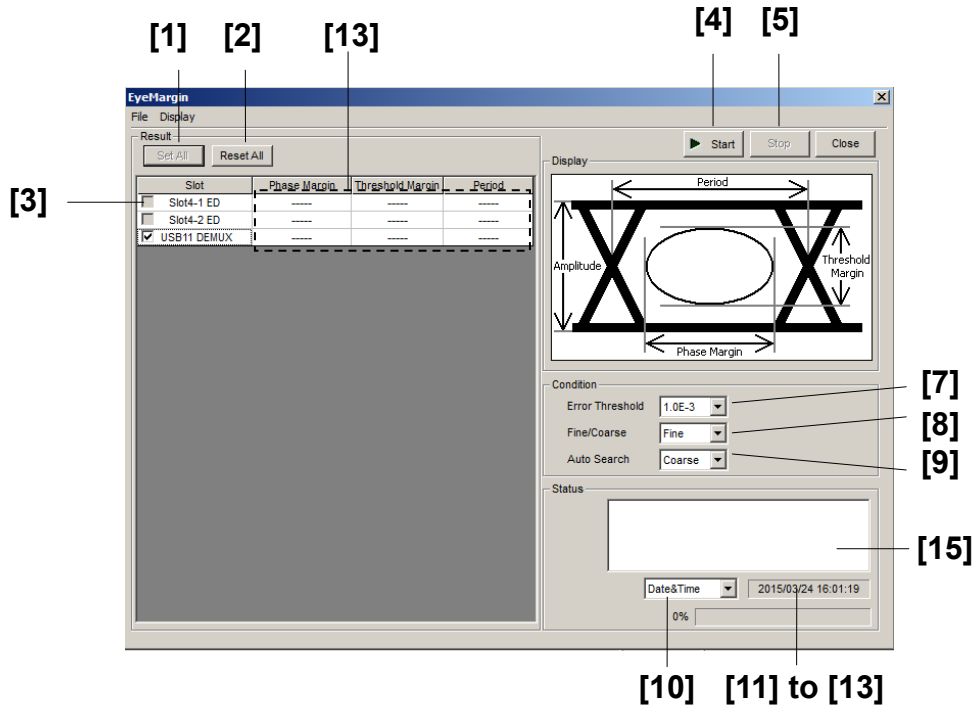 [1] [2] [13] [4] [5]
EyeMargin
File Display
Result
Set All Reset All
Start Stop Close
Display
[3]
Slot Phase Margin Threshold Margin Period
Slot4-1 ED ----- ----- -----
Slot4-2 ED ----- ----- -----
USB11 DEMUX ----- ----- -----
Period
Amplitude
Threshold
Margin
Phase Margin
Condition
Error Threshold 1.0E-3 [7]
Fine/Coarse Fine [8]
Auto Search Coarse [9]
Status
[15]
Date&Time 2015/03/24 16:01:19
0%
[10] [11] to [13]